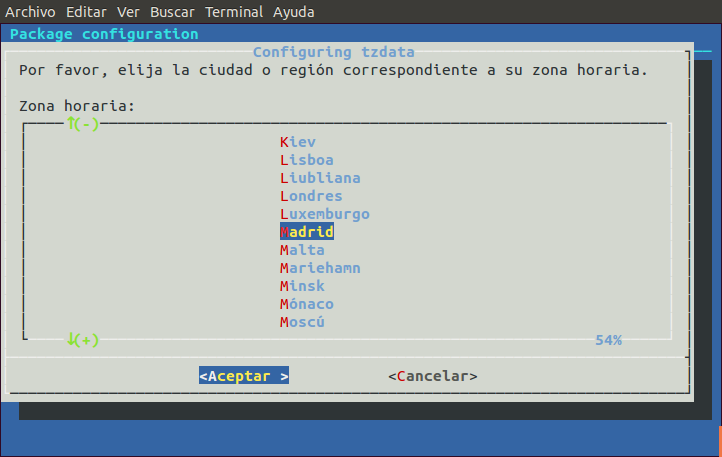 Archivo Editar Ver Buscar Terminal Ayuda
Package configuration
Configuring tzdata
Por favor, elija la ciudad o región correspondiente a su zona horaria.
Zona horaria:
↑(-)
Kiev
Lisboa
Liubliana
Londres
Luxemburgo
Madrid
Malta
Mariehamn
Minsk
Mónaco
Moscú
↓(+) 54%
<Aceptar > <Cancelar>